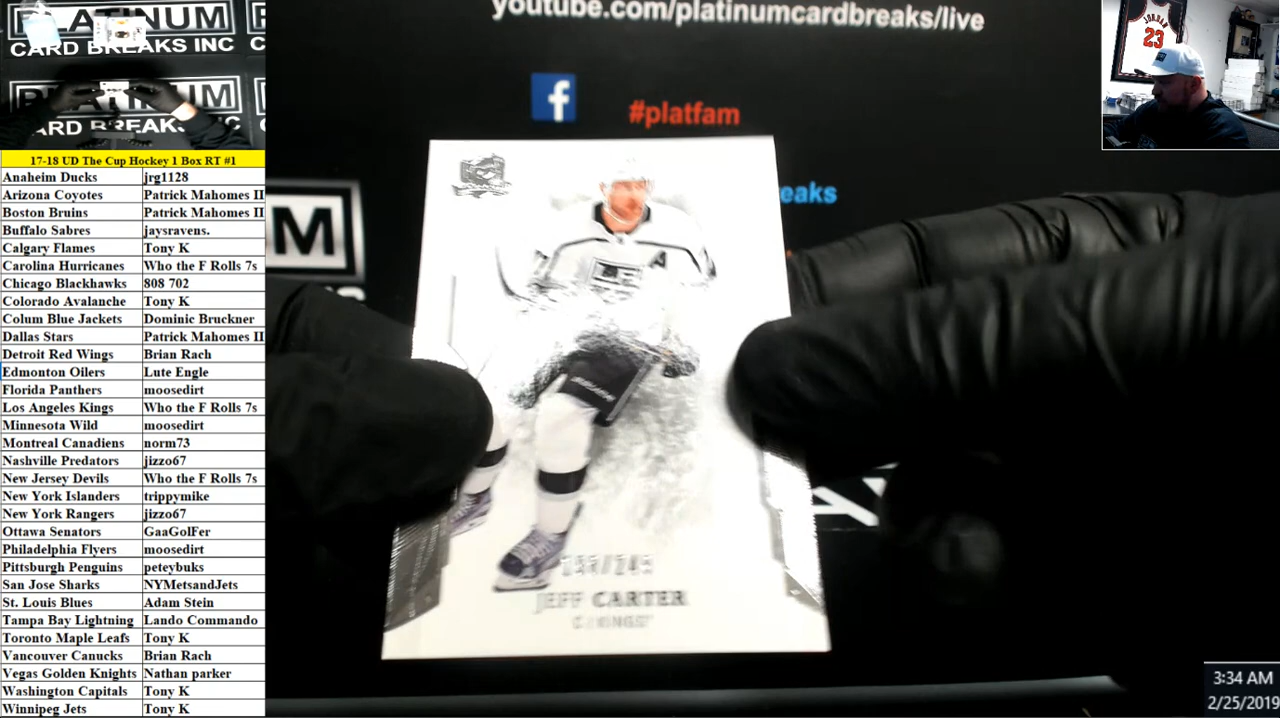 youtube.com/platinumcardbreaks/live
#platfam
eaks
PLATINUM
CARD BREAKS INC
PLATINUM
CARD BREAKS
JORDAN
23
17-18 UD The Cup Hockey 1 Box RT #1
Anaheim Ducks jrg1128
Arizona Coyotes Patrick Mahomes II
Boston Bruins Patrick Mahomes II
Buffalo Sabres jaysravens.
Calgary Flames Tony K
Carolina Hurricanes Who the F Rolls 7s
Chicago Blackhawks 808 702
Colorado Avalanche Tony K
Colum Blue Jackets Dominic Bruckner
Dallas Stars Patrick Mahomes II
Detroit Red Wings Brian Rach
Edmonton Oilers Lute Engle
Florida Panthers moosedirt
Los Angeles Kings Who the F Rolls 7s
Minnesota Wild moosedirt
Montreal Canadiens norm73
Nashville Predators jizzo67
New Jersey Devils Who the F Rolls 7s
New York Islanders trippymike
New York Rangers jizzo67
Ottawa Senators GaaGolFer
Philadelphia Flyers moosedirt
Pittsburgh Penguins peteybuks
San Jose Sharks NYMetsandJets
St. Louis Blues Adam Stein
Tampa Bay Lightning Lando Commando
Toronto Maple Leafs Tony K
Vancouver Canucks Brian Rach
Vegas Golden Knights Nathan parker
Washington Capitals Tony K
Winnipeg Jets Tony K
A
JEFF CARTER
C / KINGS
3:34 AM
2/25/2019